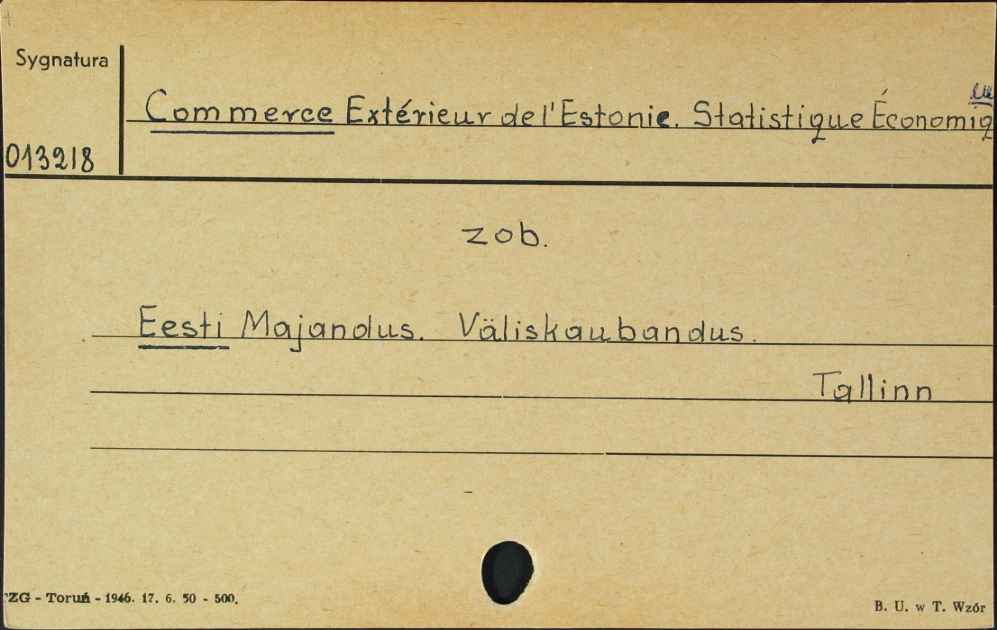 Sygnatura
Commerce Extérieur de l'Estonie. Statistique Économique
013218
zob.
Eesti Majandus. Väliskaubandus.
Tallinn
ZG - Toruń - 1946. 17. 6. 50 - 500.
B. U. w T. Wzór